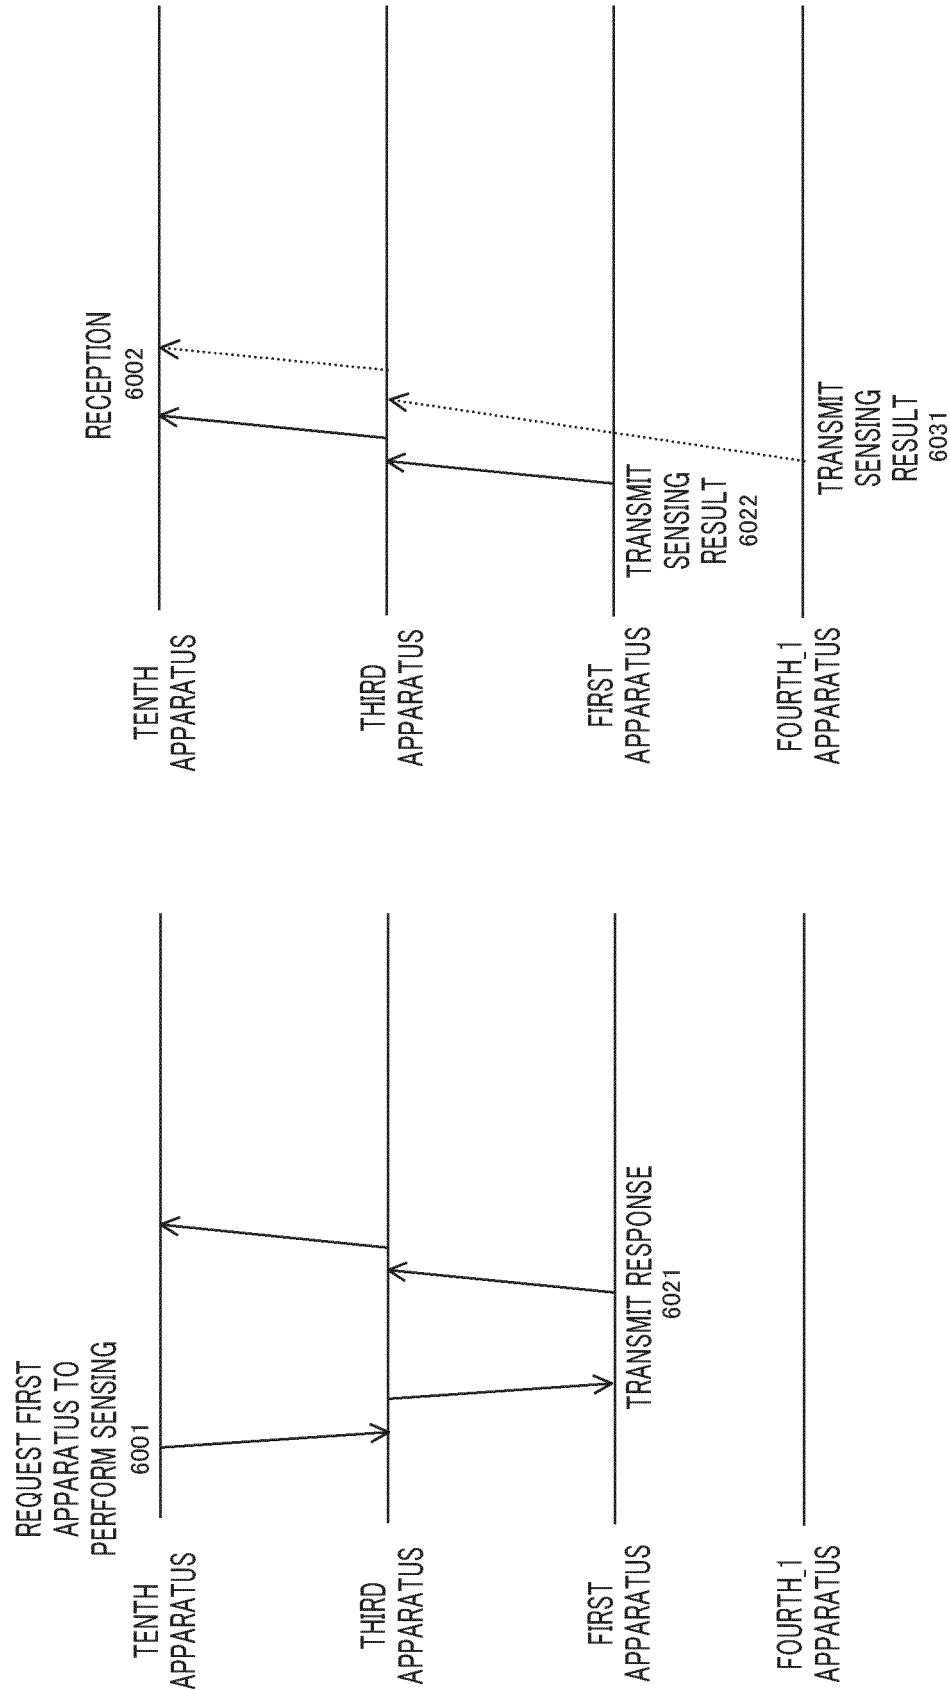 REQUEST FIRST
APPARATUS TO
PERFORM SENSING
6001
TENTH
APPARATUS
THIRD
APPARATUS
FIRST
APPARATUS
TRANSMIT RESPONSE
6021
FOURTH_1
APPARATUS
RECEPTION
6002
TENTH
APPARATUS
THIRD
APPARATUS
FIRST
APPARATUS
TRANSMIT
SENSING
RESULT
6022
FOURTH_1
APPARATUS
TRANSMIT
SENSING
RESULT
6031